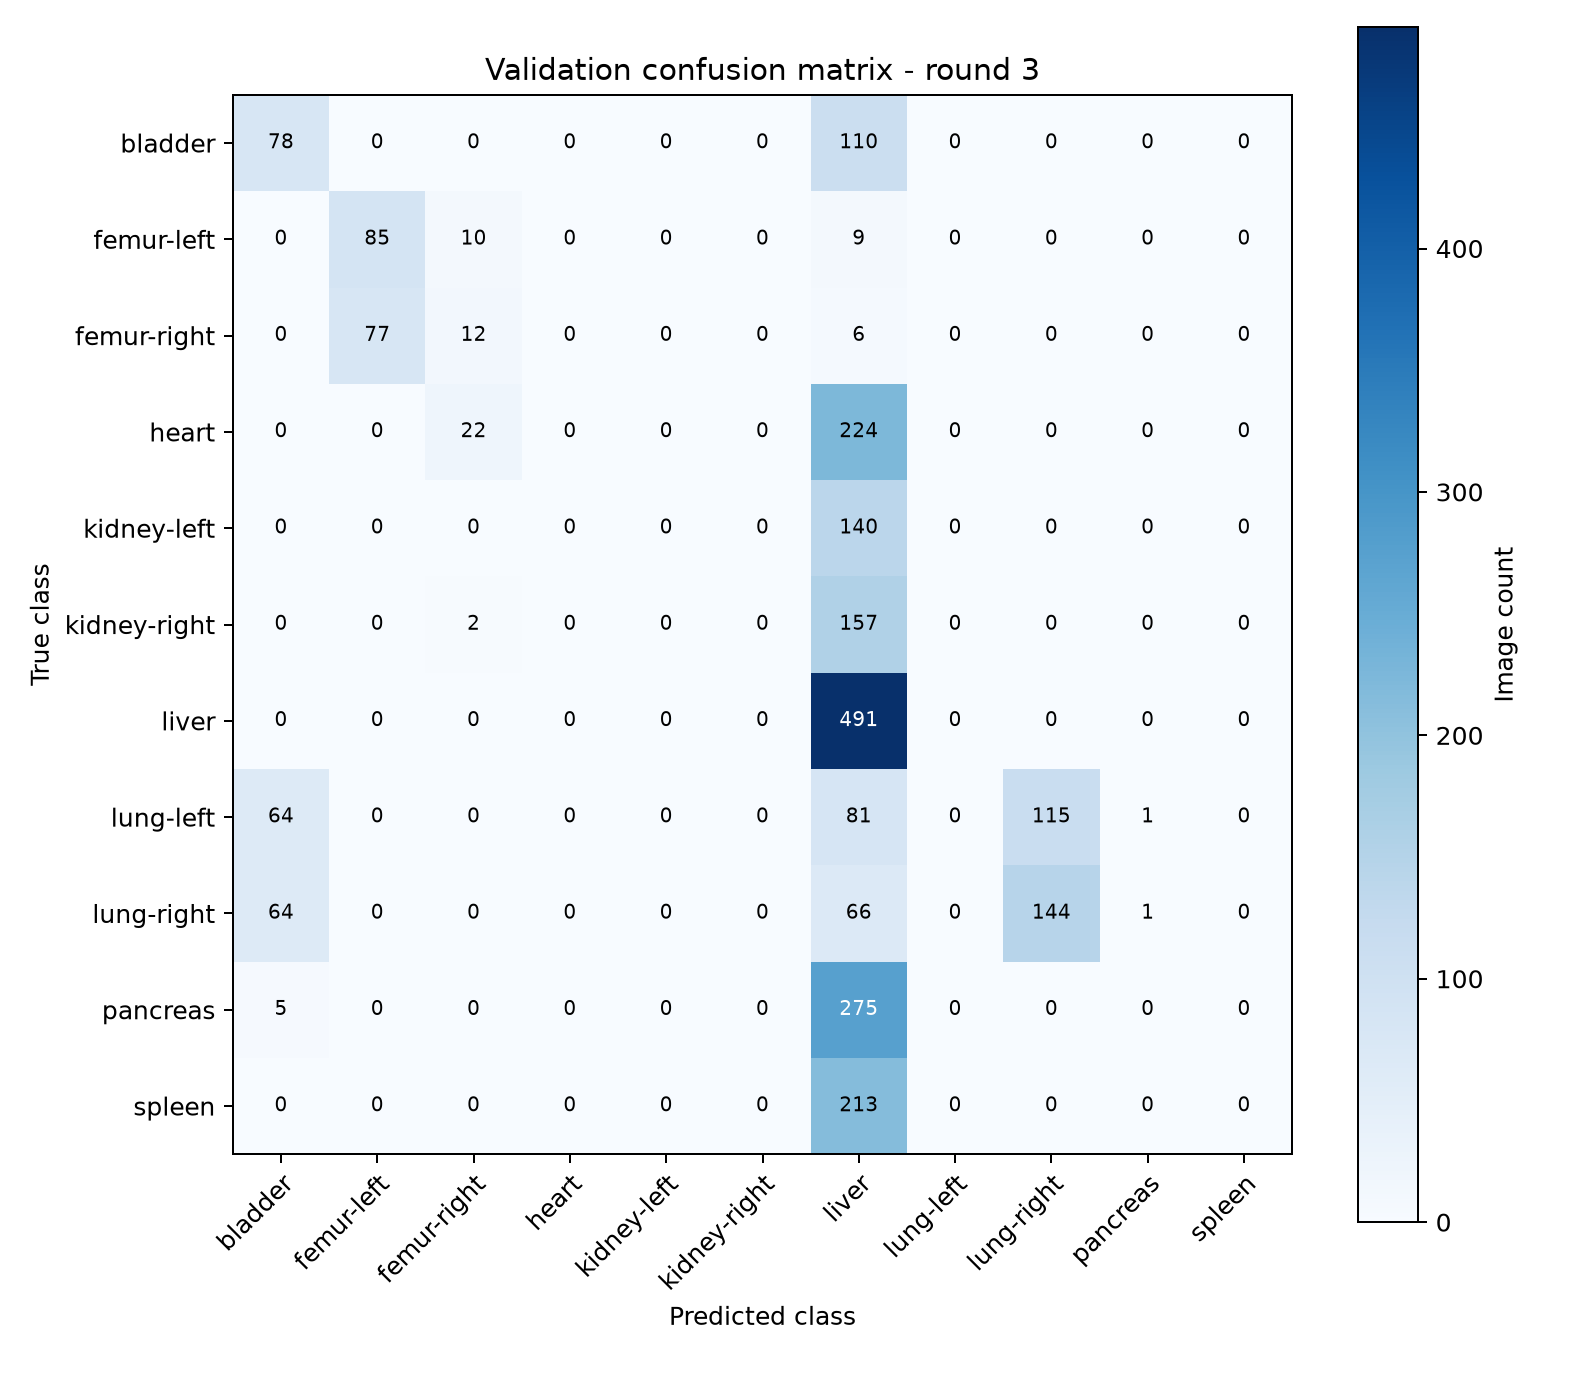 Validation confusion matrix - round 3
bladder 78 0 0 0 0 0 110 0 0 0 0
femur-left 0 85 10 0 0 0 9 0 0 0 0
femur-right 0 77 12 0 0 0 6 0 0 0 0
heart 0 0 22 0 0 0 224 0 0 0 0
kidney-left 0 0 0 0 0 0 140 0 0 0 0
kidney-right 0 0 2 0 0 0 157 0 0 0 0
liver 0 0 0 0 0 0 491 0 0 0 0
lung-left 64 0 0 0 0 0 81 0 115 1 0
lung-right 64 0 0 0 0 0 66 0 144 1 0
pancreas 5 0 0 0 0 0 275 0 0 0 0
spleen 0 0 0 0 0 0 213 0 0 0 0
True class
bladder femur-left femur-right heart kidney-left kidney-right liver lung-left lung-right pancreas spleen
Predicted class
400
300
200
100
0
Image count